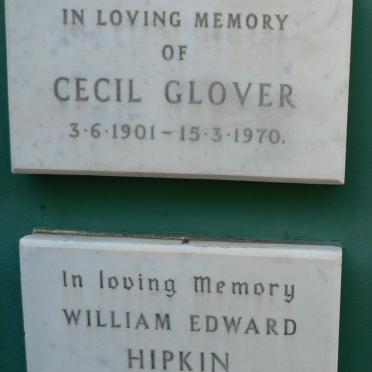 IN LOVING MEMORY
OF
CECIL GLOVER
3·6·1901 – 15·3·1970.
In loving Memory
WILLIAM EDWARD
HIPKIN